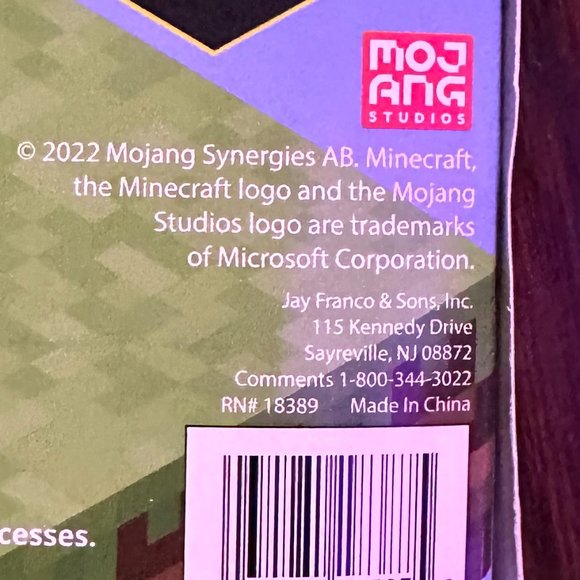 MOJ
ANG
STUDIOS
© 2022 Mojang Synergies AB. Minecraft,
the Minecraft logo and the Mojang
Studios logo are trademarks
of Microsoft Corporation.
Jay Franco & Sons, Inc.
115 Kennedy Drive
Sayreville, NJ 08872
Comments 1-800-344-3022
RN# 18389 Made In China
cesses.